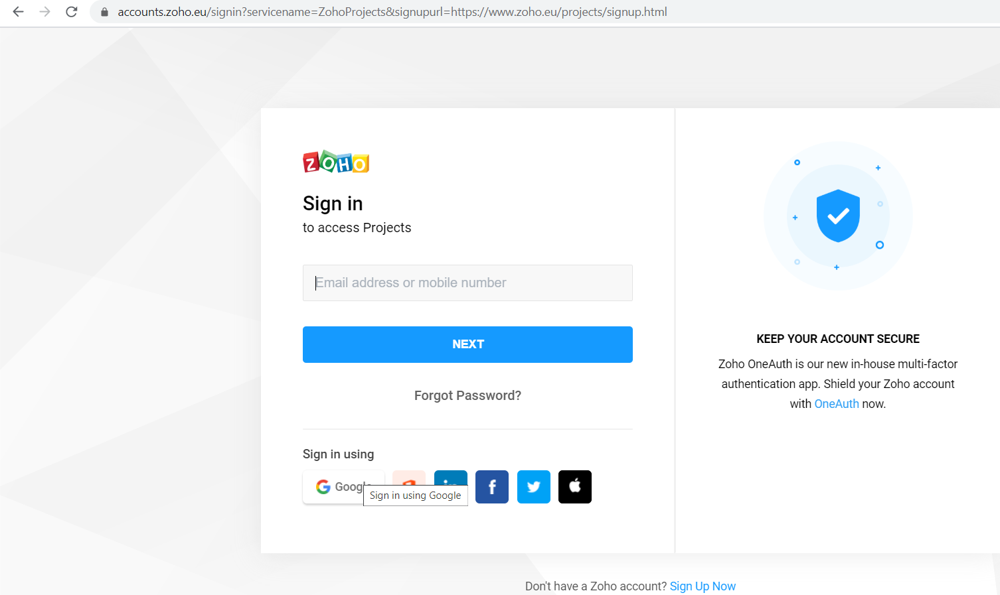 accounts.zoho.eu/signin?servicename=ZohoProjects&signupurl=https://www.zoho.eu/projects/signup.html
ZOHO
Sign in
to access Projects
Email address or mobile number
NEXT
Forgot Password?
Sign in using
Google
Sign in using Google
KEEP YOUR ACCOUNT SECURE
Zoho OneAuth is our new in-house multi-factor
authentication app. Shield your Zoho account
with OneAuth now.
Don't have a Zoho account? Sign Up Now